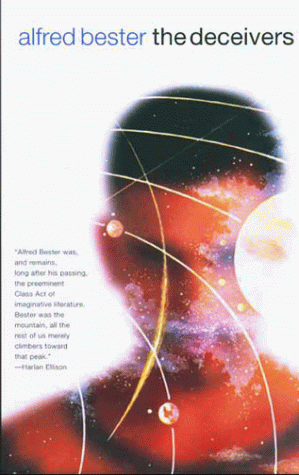 alfred bester the deceivers
"Alfred Bester was,
and remains,
long after his passing,
the preeminent
Class Act of
imaginative literature.
Bester was the
mountain, all the
rest of us merely
climbers toward
that peak."
—Harlan Ellison